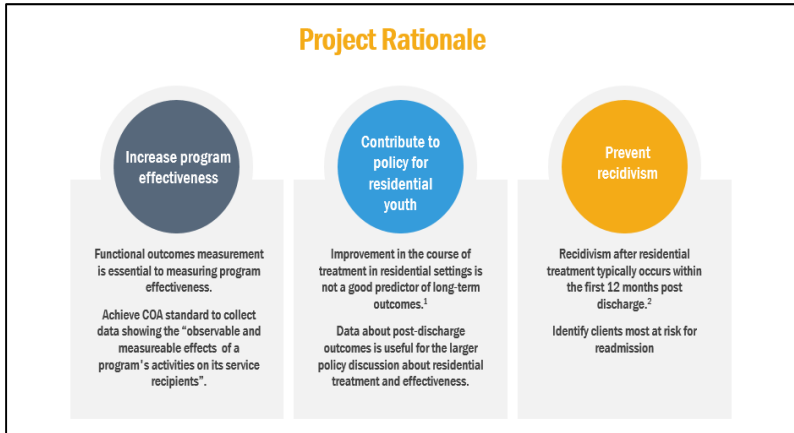 Project Rationale
Increase program
effectiveness
Functional outcomes measurement
is essential to measuring program
effectiveness.
Achieve COA standard to collect
data showing the “observable and
measureable effects of a
program's activities on its service
recipients”.
Contribute to
policy for
residential
youth
Improvement in the course of
treatment in residential settings is
not a good predictor of long-term
outcomes.1
Data about post-discharge
outcomes is useful for the larger
policy discussion about residential
treatment and effectiveness.
Prevent
recidivism
Recidivism after residential
treatment typically occurs within
the first 12 months post
discharge.2
Identify clients most at risk for
readmission